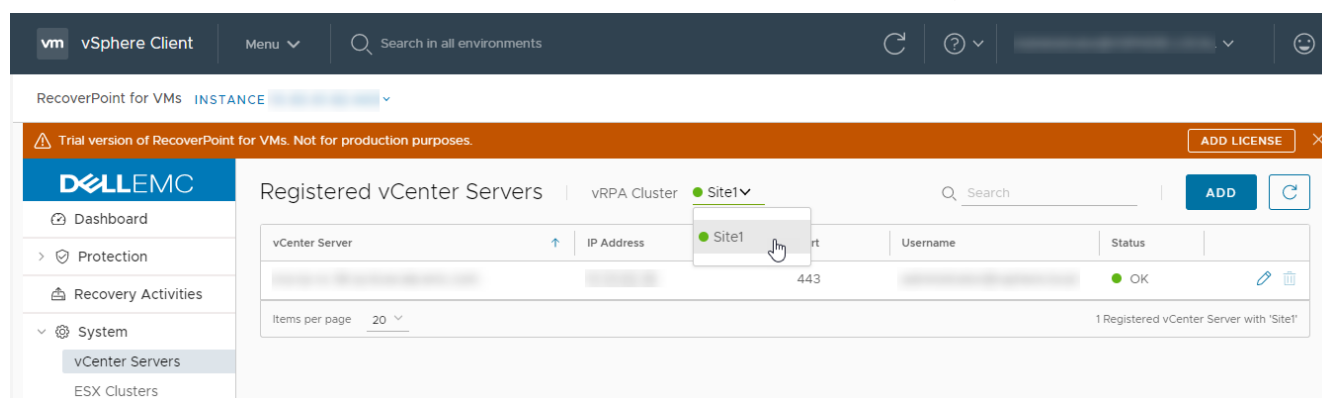 vm vSphere Client Menu Search in all environments
RecoverPoint for VMs INSTANCE
Trial version of RecoverPoint for VMs. Not for production purposes. ADD LICENSE
DELLEMC
Registered vCenter Servers vRPA Cluster Site1 Search ADD
Dashboard
Site1
vCenter Server IP Address rt Username Status
Protection
443 OK
Recovery Activities
Items per page 20 1 Registered vCenter Server with 'Site1'
System
vCenter Servers
ESX Clusters